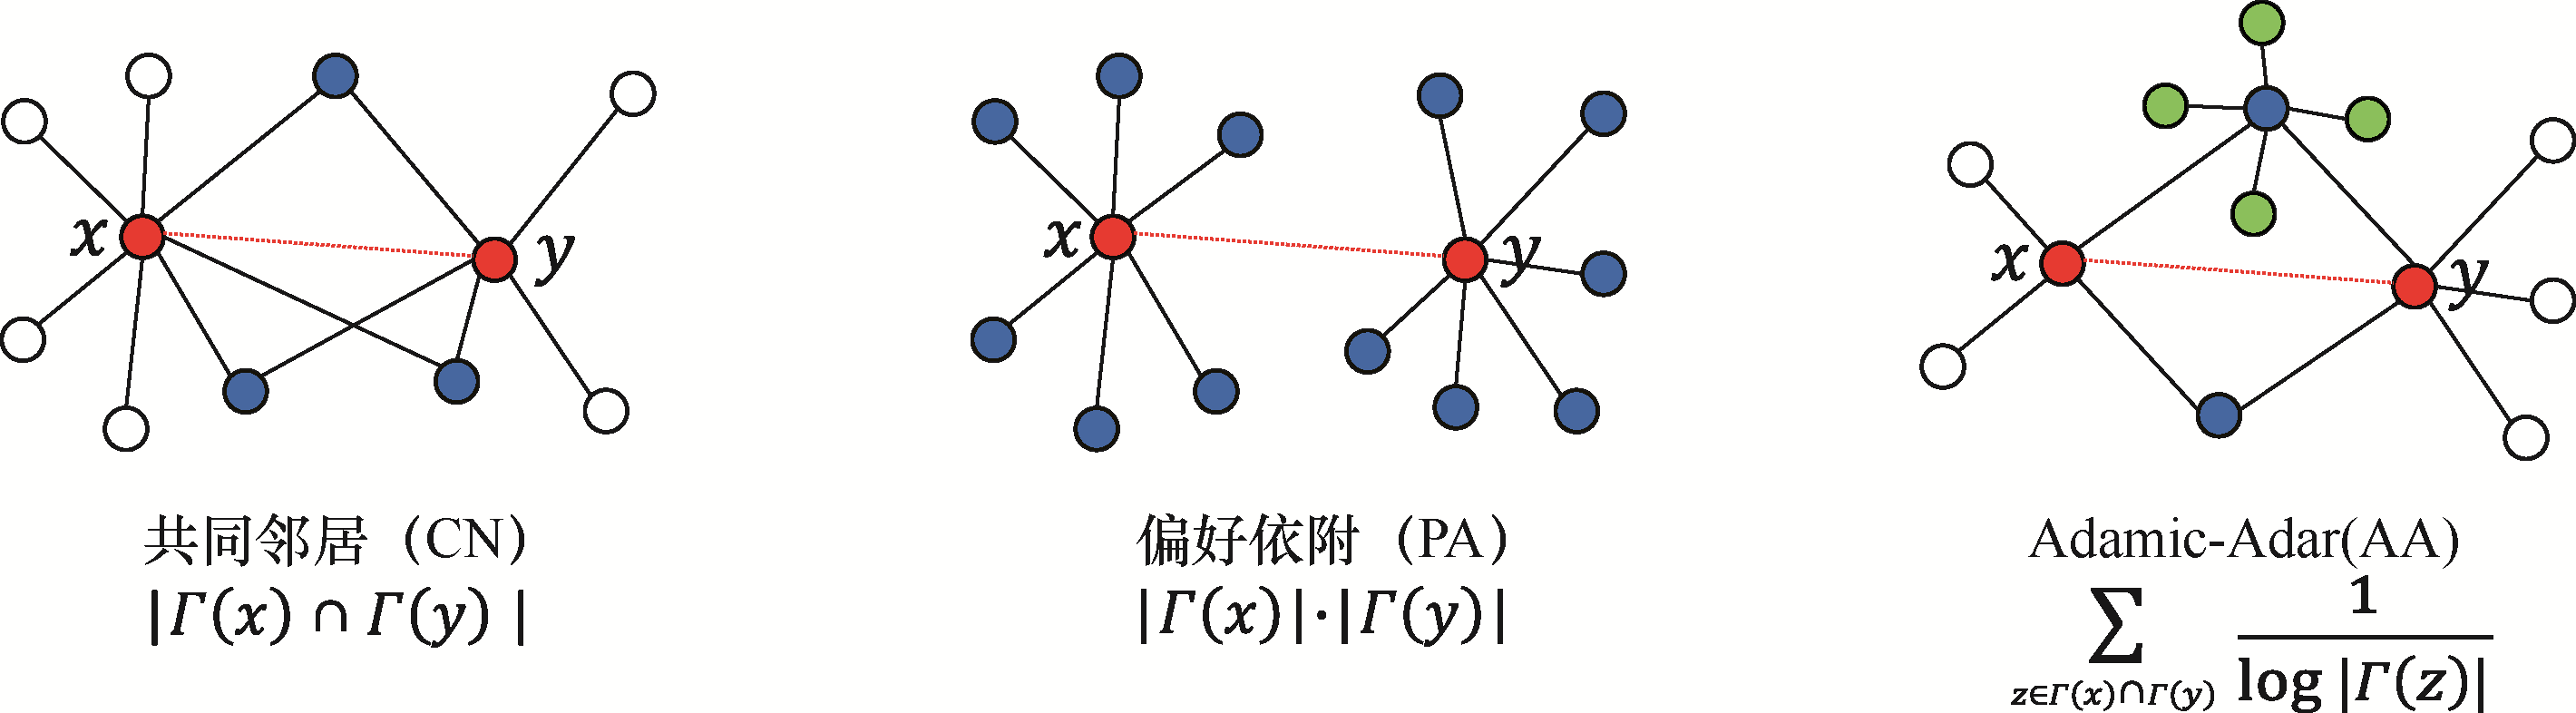 x
y
共同邻居（CN）
|Γ(x) ∩ Γ(y) |
x
y
偏好依附（PA）
|Γ(x)|·|Γ(y)|
x
y
Adamic-Adar(AA)
∑ 1
z∈Γ(x)∩Γ(y) log |Γ(z)|